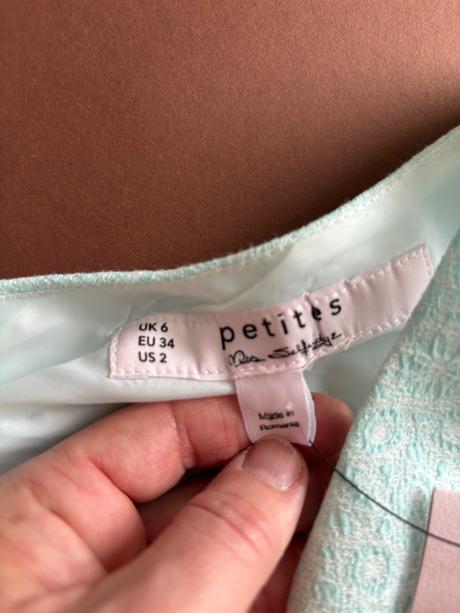 UK 6
EU 34
US 2
petites
Miss Selfridge
Made in
Romania